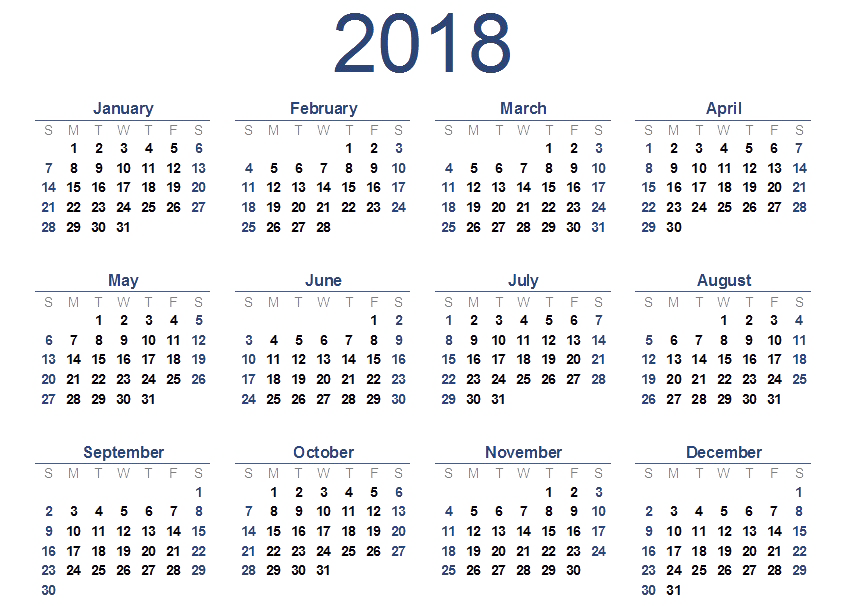 2018
January February March April
S M T W T F S S M T W T F S S M T W T F S S M T W T F S
1 2 3 4 5 6 1 2 3 1 2 3 1 2 3 4 5 6 7
7 8 9 10 11 12 13 4 5 6 7 8 9 10 4 5 6 7 8 9 10 8 9 10 11 12 13 14
14 15 16 17 18 19 20 11 12 13 14 15 16 17 11 12 13 14 15 16 17 15 16 17 18 19 20 21
21 22 23 24 25 26 27 18 19 20 21 22 23 24 18 19 20 21 22 23 24 22 23 24 25 26 27 28
28 29 30 31 25 26 27 28 25 26 27 28 29 30 31 29 30
May June July August
S M T W T F S S M T W T F S S M T W T F S S M T W T F S
1 2 3 4 5 1 2 1 2 3 4 5 6 7 1 2 3 4
6 7 8 9 10 11 12 3 4 5 6 7 8 9 8 9 10 11 12 13 14 5 6 7 8 9 10 11
13 14 15 16 17 18 19 10 11 12 13 14 15 16 15 16 17 18 19 20 21 12 13 14 15 16 17 18
20 21 22 23 24 25 26 17 18 19 20 21 22 23 22 23 24 25 26 27 28 19 20 21 22 23 24 25
27 28 29 30 31 24 25 26 27 28 29 30 29 30 31 26 27 28 29 30 31
September October November December
S M T W T F S S M T W T F S S M T W T F S S M T W T F S
1 1 2 3 4 5 6 1 2 3 1
2 3 4 5 6 7 8 7 8 9 10 11 12 13 4 5 6 7 8 9 10 2 3 4 5 6 7 8
9 10 11 12 13 14 15 14 15 16 17 18 19 20 11 12 13 14 15 16 17 9 10 11 12 13 14 15
16 17 18 19 20 21 22 21 22 23 24 25 26 27 18 19 20 21 22 23 24 16 17 18 19 20 21 22
23 24 25 26 27 28 29 28 29 30 31 25 26 27 28 29 30 23 24 25 26 27 28 29
30 30 31